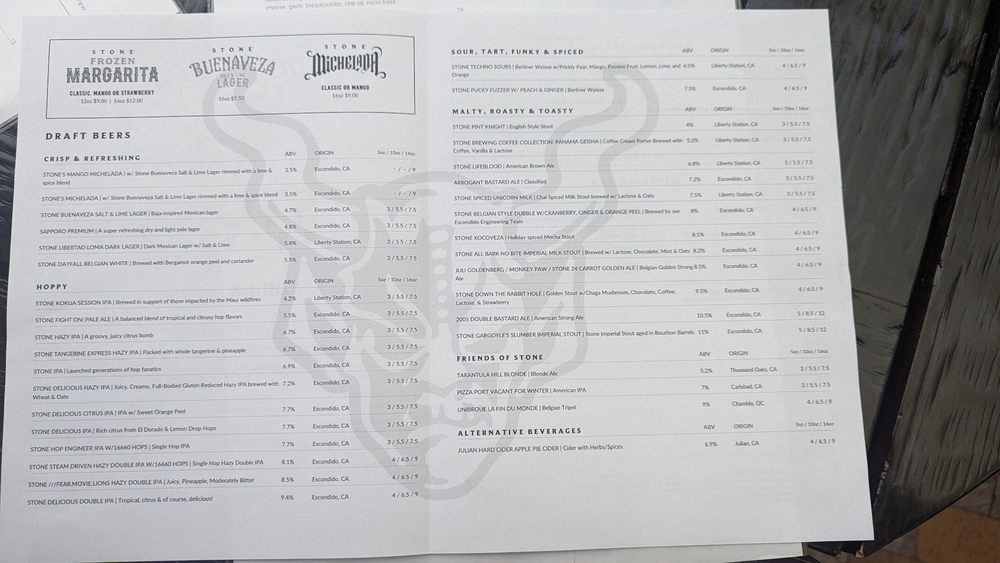 cheese, garlic breadcrumbs, chili oil, micro basil
STONE
FROZEN
MARGARITA
CLASSIC, MANGO OR STRAWBERRY
12oz $9.00 | 16oz $12.00
STONE
BUENAVEZA
SALT & LIME
LAGER
16oz $7.50
STONE
MICHELADA
CLASSIC OR MANGO
16oz $9.00
DRAFT BEERS
CRISP & REFRESHING ABV ORIGIN 5oz / 10oz / 16oz
STONE'S MANGO MICHELADA | w/ Stone Buenaveza Salt & Lime Lager rimmed with a lime & 3.5% Escondido, CA - / - / 9
spice blend
STONE'S MICHELADA | w/ Stone Buenaveza Salt & Lime Lager rimmed with a lime & spice blend 3.5% Escondido, CA - / - / 9
STONE BUENAVEZA SALT & LIME LAGER | Baja-inspired Mexican lager 4.7% Escondido, CA 3 / 5.5 / 7.5
SAPPORO PREMIUM | A super refreshing dry and light pale lager 4.8% Escondido, CA 3 / 5.5 / 7.5
STONE LIBERTAD LOMA DARK LAGER | Dark Mexican Lager w/ Salt & Lime 5.4% Liberty Station, CA 3 / 5.5 / 7.5
STONE DAYFALL BELGIAN WHITE | Brewed with Bergamot orange peel and coriander 5.5% Escondido, CA 3 / 5.5 / 7.5
HOPPY ABV ORIGIN 5oz / 10oz / 16oz
STONE KOKUA SESSION IPA | Brewed in support of those impacted by the Maui wildfires 4.2% Liberty Station, CA 3 / 5.5 / 7.5
STONE FIGHT ON! PALE ALE | A balanced blend of tropical and citrusy hop flavors 5.5% Escondido, CA 3 / 5.5 / 7.5
STONE HAZY IPA | A groovy, juicy citrus bomb 6.7% Escondido, CA 3 / 5.5 / 7.5
STONE TANGERINE EXPRESS HAZY IPA | Packed with whole tangerine & pineapple 6.7% Escondido, CA 3 / 5.5 / 7.5
STONE IPA | Launched generations of hop fanatics 6.9% Escondido, CA 3 / 5.5 / 7.5
STONE DELICIOUS HAZY IPA | Juicy, Creamy, Full-Bodied Gluten Reduced Hazy IPA brewed with 7.2% Escondido, CA 3 / 5.5 / 7.5
Wheat & Oats
STONE DELICIOUS CITRUS IPA | IPA w/ Sweet Orange Peel 7.7% Escondido, CA 3 / 5.5 / 7.5
STONE DELICIOUS IPA | Rich citrus from El Dorado & Lemon Drop Hops 7.7% Escondido, CA 3 / 5.5 / 7.5
STONE HOP ENGINEER IPA W/16660 HOPS | Single Hop IPA 7.7% Escondido, CA 3 / 5.5 / 7.5
STONE STEAM DRIVEN HAZY DOUBLE IPA W/16660 HOPS | Single Hop Hazy Double IPA 8.1% Escondido, CA 4 / 6.5 / 9
STONE ///FEAR.MOVIE.LIONS HAZY DOUBLE IPA | Juicy, Pineapple, Moderately Bitter 8.5% Escondido, CA 4 / 6.5 / 9
STONE DELICIOUS DOUBLE IPA | Tropical, citrus & of course, delicious! 9.4% Escondido, CA 4 / 6.5 / 9
SOUR, TART, FUNKY & SPICED ABV ORIGIN 5oz / 10oz / 16oz
STONE TECHNO SOURS | Berliner Weisse w/Prickly Pear, Mango, Passion Fruit, Lemon, Lime, and 4.5% Liberty Station, CA 4 / 6.5 / 9
Orange
STONE PUCKY FUZZER W/ PEACH & GINGER | Berliner Weisse 7.5% Escondido, CA 4 / 6.5 / 9
MALTY, ROASTY & TOASTY ABV ORIGIN 5oz / 10oz / 16oz
STONE PINT KNIGHT | English Style Stout 4% Liberty Station, CA 3 / 5.5 / 7.5
STONE BREWING COFFEE COLLECTION: PANAMA GEISHA | Coffee Cream Porter Brewed with 5.2% Liberty Station, CA 3 / 5.5 / 7.5
Coffee, Vanilla & Lactose
STONE LIFEBLOOD | American Brown Ale 6.8% Liberty Station, CA 3 / 5.5 / 7.5
ARROGANT BASTARD ALE | Classified 7.2% Escondido, CA 3 / 5.5 / 7.5
STONE SPICED UNICORN MILK | Chai Spiced Milk Stout brewed w/ Lactose & Oats 7.5% Liberty Station, CA 3 / 5.5 / 7.5
STONE BELGIAN STYLE DUBBLE W/CRANBERRY, GINGER & ORANGE PEEL | Brewed by our 8% Escondido, CA 4 / 6.5 / 9
Escondido Engineering Team
STONE XOCOVEZA | Holiday spiced Mocha Stout 8.1% Escondido, CA 4 / 6.5 / 9
STONE ALL BARK NO BITE IMPERIAL MILK STOUT | Brewed w/ Lactose, Chocolate, Mint & Oats 8.2% Escondido, CA 4 / 6.5 / 9
JULI GOLDENBERG / MONKEY PAW / STONE 24 CARROT GOLDEN ALE | Belgian Golden Strong 8.5% Escondido, CA 4 / 6.5 / 9
Ale
STONE DOWN THE RABBIT HOLE | Golden Stout w/Chaga Mushroom, Chocolate, Coffee, 9.5% Escondido, CA 4 / 6.5 / 9
Lactose, & Strawberry
2005 DOUBLE BASTARD ALE | American Strong Ale 10.5% Escondido, CA 5 / 8.5 / 12
STONE GARGOYLE'S SLUMBER IMPERIAL STOUT | Stone Imperial Stout aged in Bourbon Barrels 11% Escondido, CA 5 / 8.5 / 12
FRIENDS OF STONE ABV ORIGIN 5oz / 10oz / 16oz
TARANTULA HILL BLONDE | Blonde Ale 5.2% Thousand Oaks, CA 3 / 5.5 / 7.5
PIZZA PORT VACANT FOR WINTER | American IPA 7% Carlsbad, CA 3 / 5.5 / 7.5
UNIBROUE LA FIN DU MONDE | Belgian Tripel 9% Chambly, QC 4 / 6.5 / 9
ALTERNATIVE BEVERAGES ABV ORIGIN 5oz / 10oz / 16oz
JULIAN HARD CIDER APPLE PIE CIDER | Cider with Herbs/Spices 6.9% Julian, CA 4 / 6.5 / 9